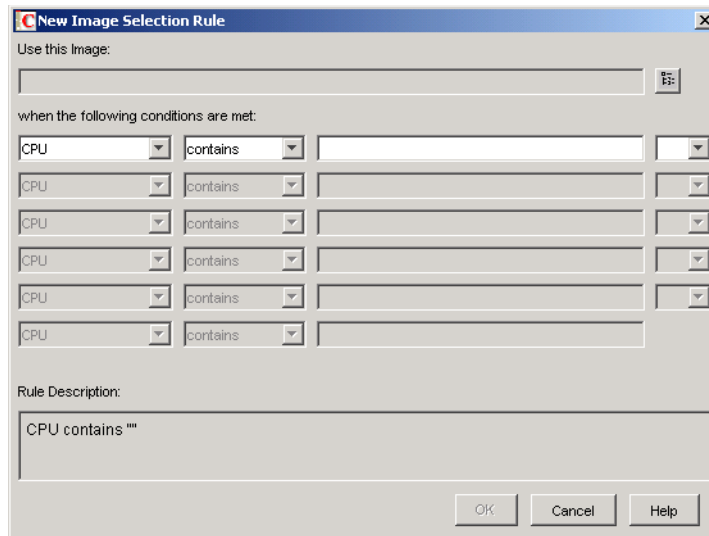 New Image Selection Rule
Use this Image:
when the following conditions are met:
CPU contains
CPU contains
CPU contains
CPU contains
CPU contains
CPU contains
Rule Description:
CPU contains ""
OK Cancel Help